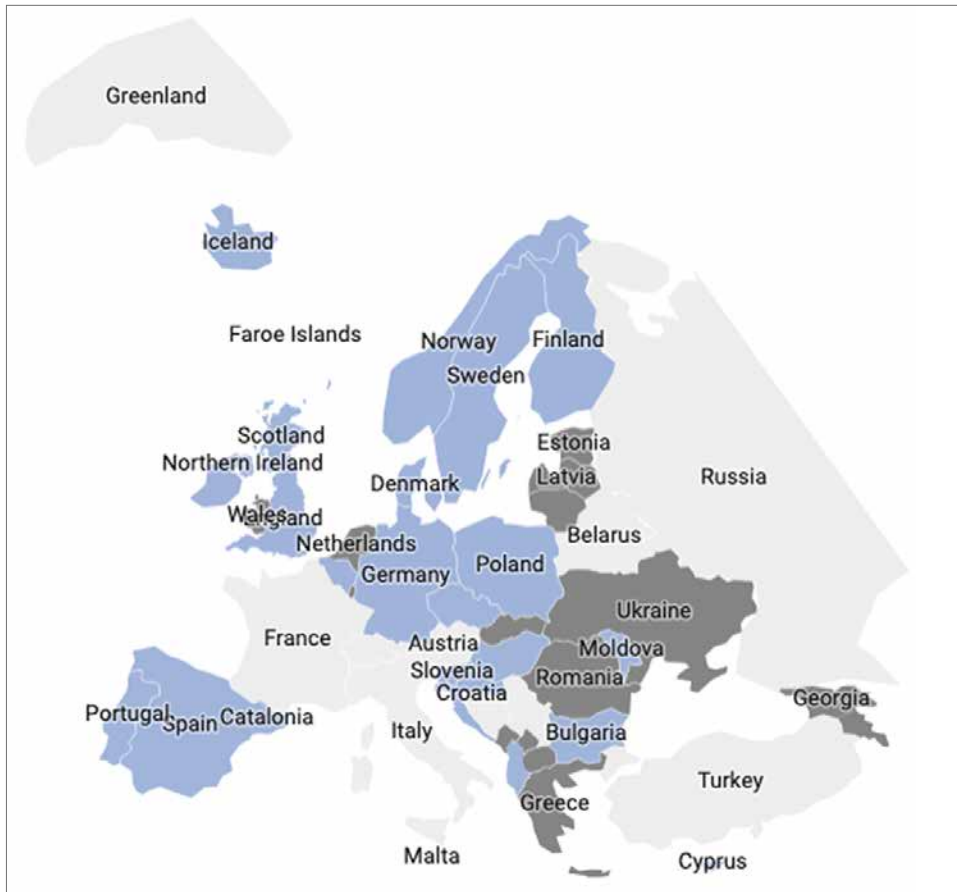 Greenland
Iceland
Faroe Islands
Norway
Finland
Sweden
Scotland
Estonia
Northern Ireland
Latvia
Russia
Denmark
Wales
England
Belarus
Netherlands
Poland
Germany
Ukraine
France
Austria
Moldova
Slovenia
Romania
Croatia
Georgia
Portugal
Spain
Catalonia
Italy
Bulgaria
Turkey
Greece
Malta
Cyprus